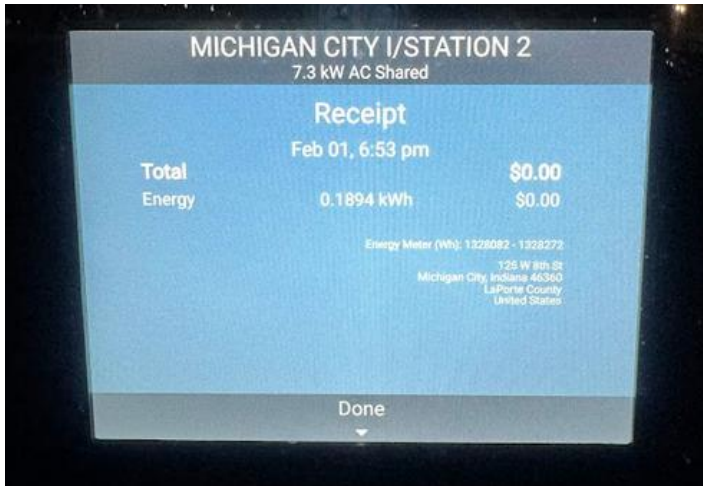 MICHIGAN CITY I/STATION 2
7.3 kW AC Shared
Receipt
Feb 01, 6:53 pm
Total $0.00
Energy 0.1894 kWh $0.00
Energy Meter (Wh): 1328082 - 1328272
125 W 8th St
Michigan City, Indiana 46360
LaPorte County
United States
Done